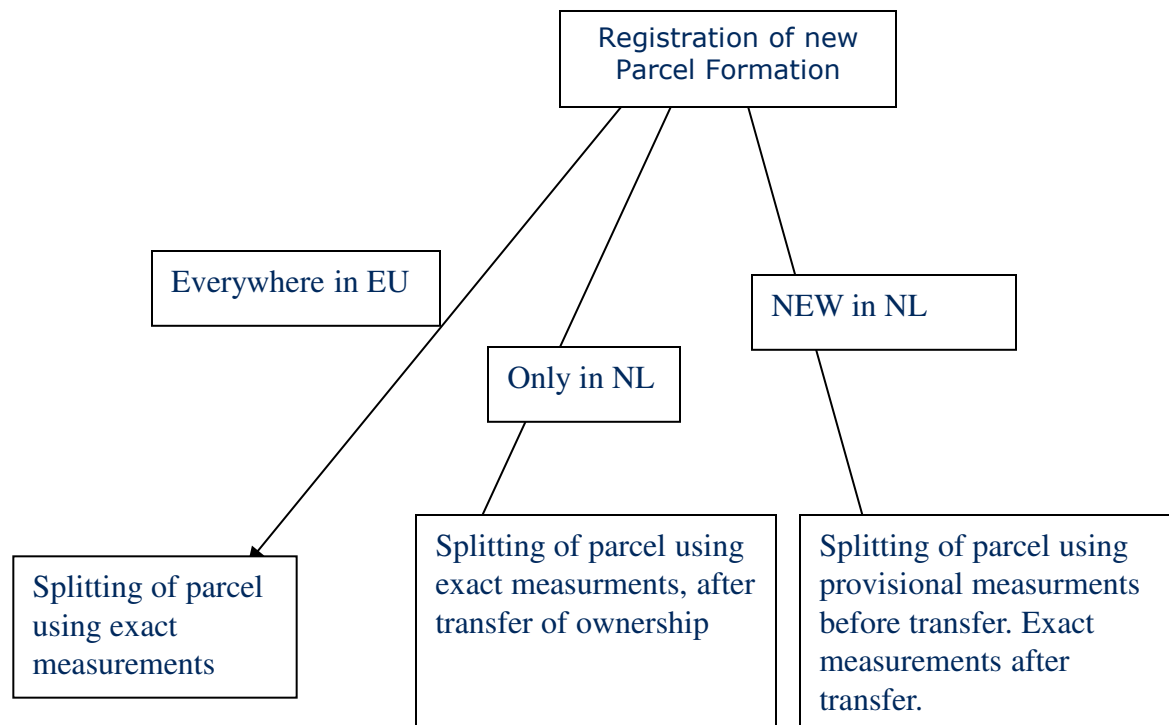 Registration of new
Parcel Formation
Everywhere in EU
NEW in NL
Only in NL
Splitting of parcel
using exact
measurements
Splitting of parcel using
exact measurments, after
transfer of ownership
Splitting of parcel using
provisional measurments
before transfer. Exact
measurements after
transfer.